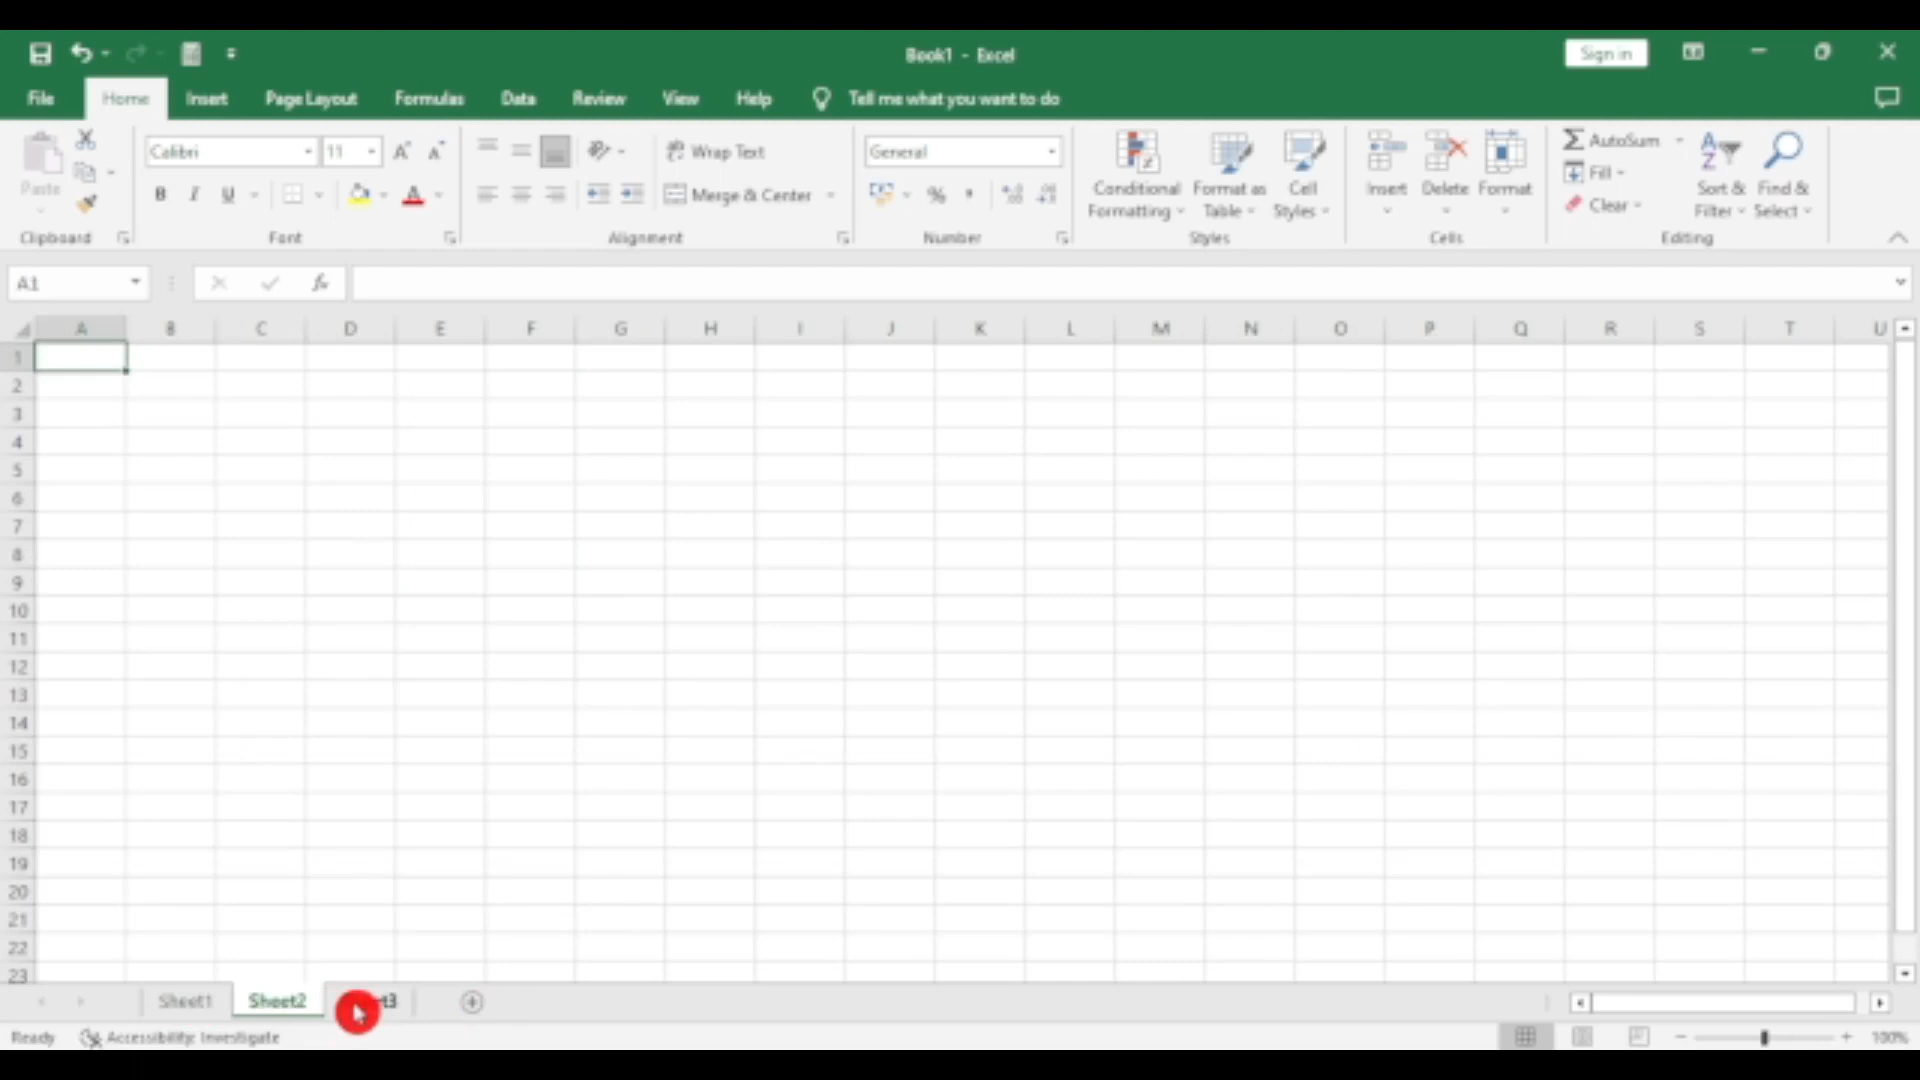 Book1 - Excel
Sign in
File Home Insert Page Layout Formulas Data Review View Help Tell me what you want to do
Calibri 11 Wrap Text General AutoSum
Paste B I U Merge & Center % Conditional Formatting Format as Table Cell Styles Insert Delete Format Fill Sort & Filter Find & Select
Clear
Clipboard Font Alignment Number Styles Cells Editing
A1 fx
A B C D E F G H I J K L M N O P Q R S T U
1
2
3
4
5
6
7
8
9
10
11
12
13
14
15
16
17
18
19
20
21
22
23
Sheet1 Sheet2 t3
Ready Accessibility: Investigate 100%